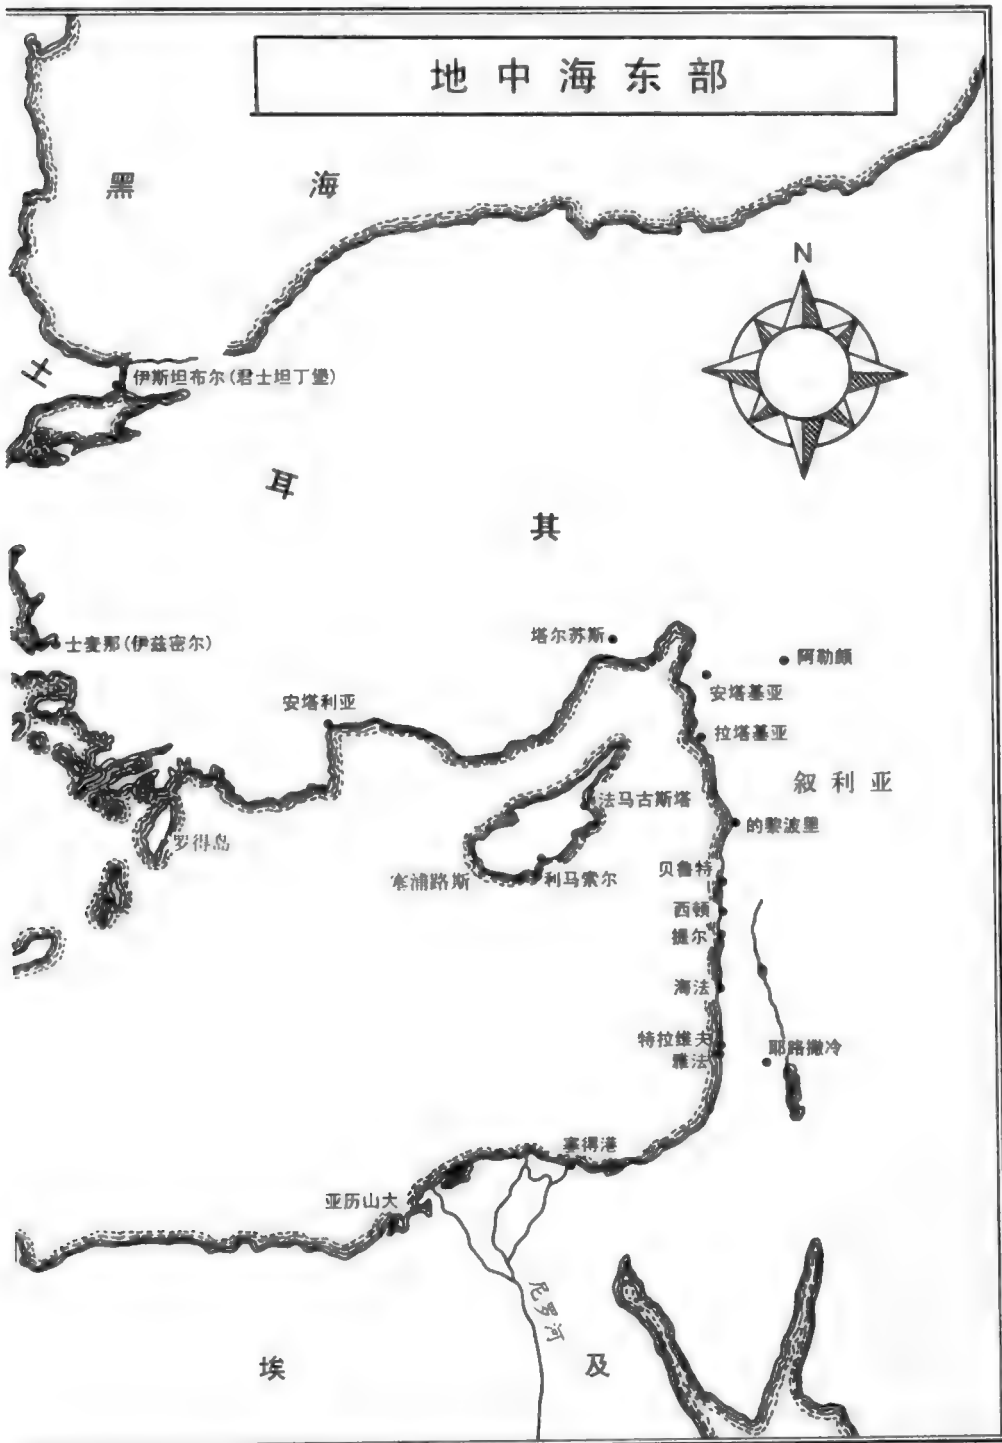 地中海东部
黑海
N
土耳其
伊斯坦布尔(君士坦丁堡)
士麦那(伊兹密尔)
塔尔苏斯
阿勒颇
安塔基亚
安塔利亚
拉塔基亚
叙利亚
法马古斯塔
的黎波里
罗得岛
塞浦路斯
利马索尔
贝鲁特
西顿
提尔
海法
特拉维夫
雅法
耶路撒冷
塞得港
亚历山大
尼罗河
埃及